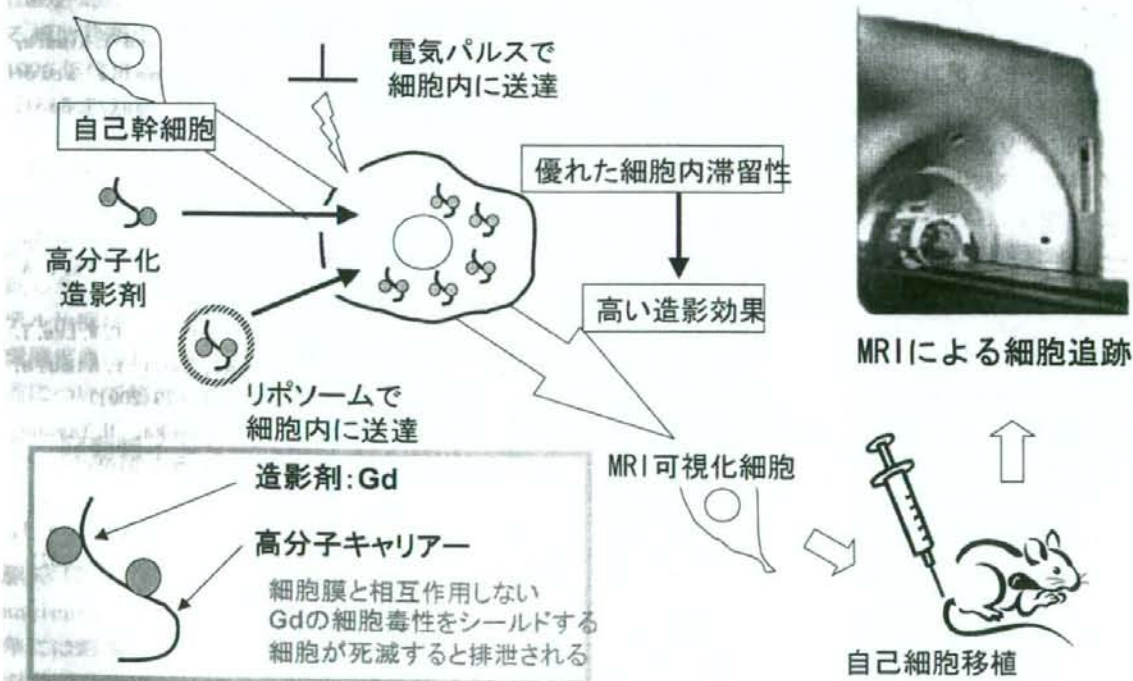 電気パルスで
細胞内に送達
自己幹細胞
優れた細胞内滞留性
高分子化
造影剤
高い造影効果
MRIによる細胞追跡
リポソームで
細胞内に送達
MRI可視化細胞
造影剤：Gd
高分子キャリアー
細胞膜と相互作用しない
Gdの細胞毒性をシールドする
細胞が死滅すると排泄される
自己細胞移植